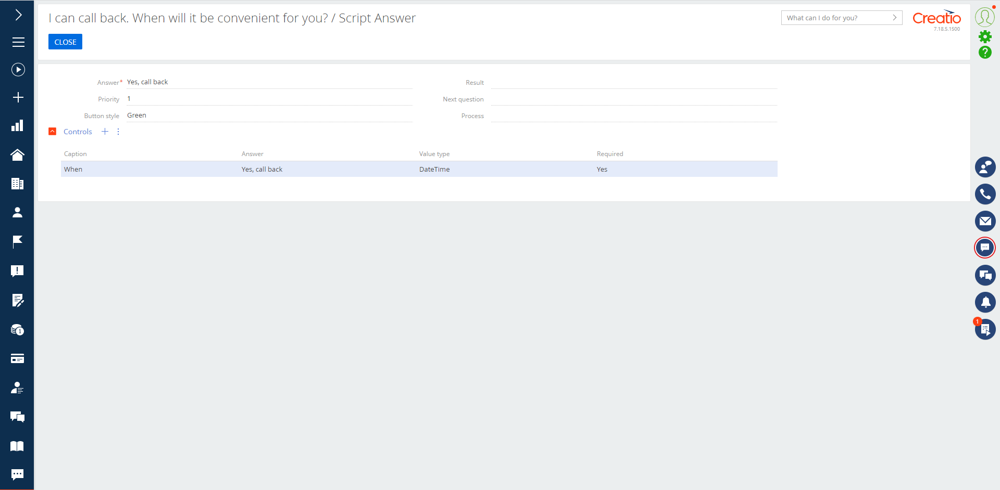 I can call back. When will it be convenient for you? / Script Answer
What can I do for you?
Creatio
7.18.5.1500
CLOSE
Answer* Yes, call back
Result
Priority 1
Next question
Button style Green
Process
Controls
Caption Answer Value type Required
When Yes, call back DateTime Yes
1
1